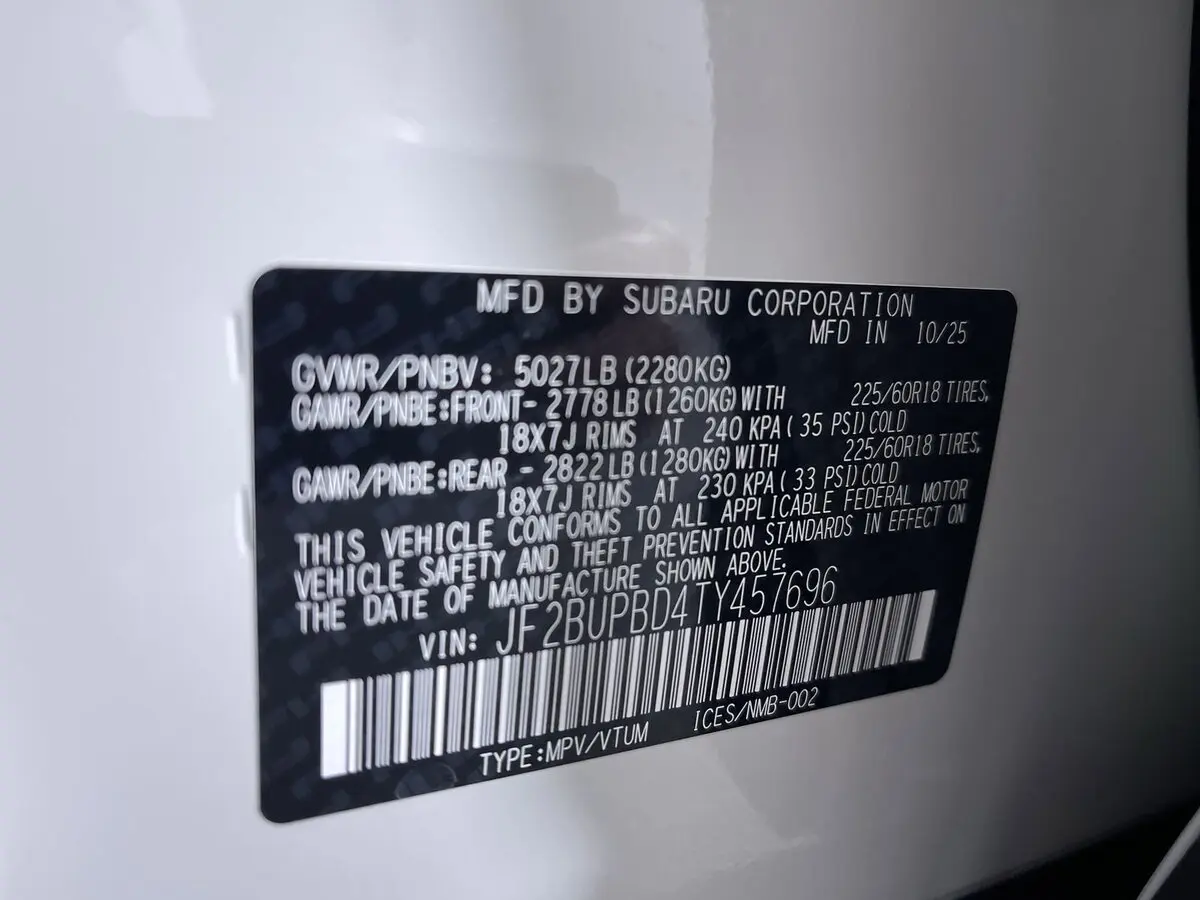 MFD BY SUBARU CORPORATION
MFD IN 10/25
GVWR/PNBV: 5027LB (2280KG)
GAWR/PNBE:FRONT- 2778 LB (1260KG) WITH 225/60R18 TIRES,
18X7J RIMS AT 240 KPA ( 35 PSI) COLD
GAWR/PNBE:REAR - 2822 LB (1280KG) WITH 225/60R18 TIRES,
18X7J RIMS AT 230 KPA ( 33 PSI) COLD
THIS VEHICLE CONFORMS TO ALL APPLICABLE FEDERAL MOTOR
VEHICLE SAFETY AND THEFT PREVENTION STANDARDS IN EFFECT ON
THE DATE OF MANUFACTURE SHOWN ABOVE.
VIN: JF2BUPBD4TY457696
TYPE:MPV/VTUM ICES/NMB-002